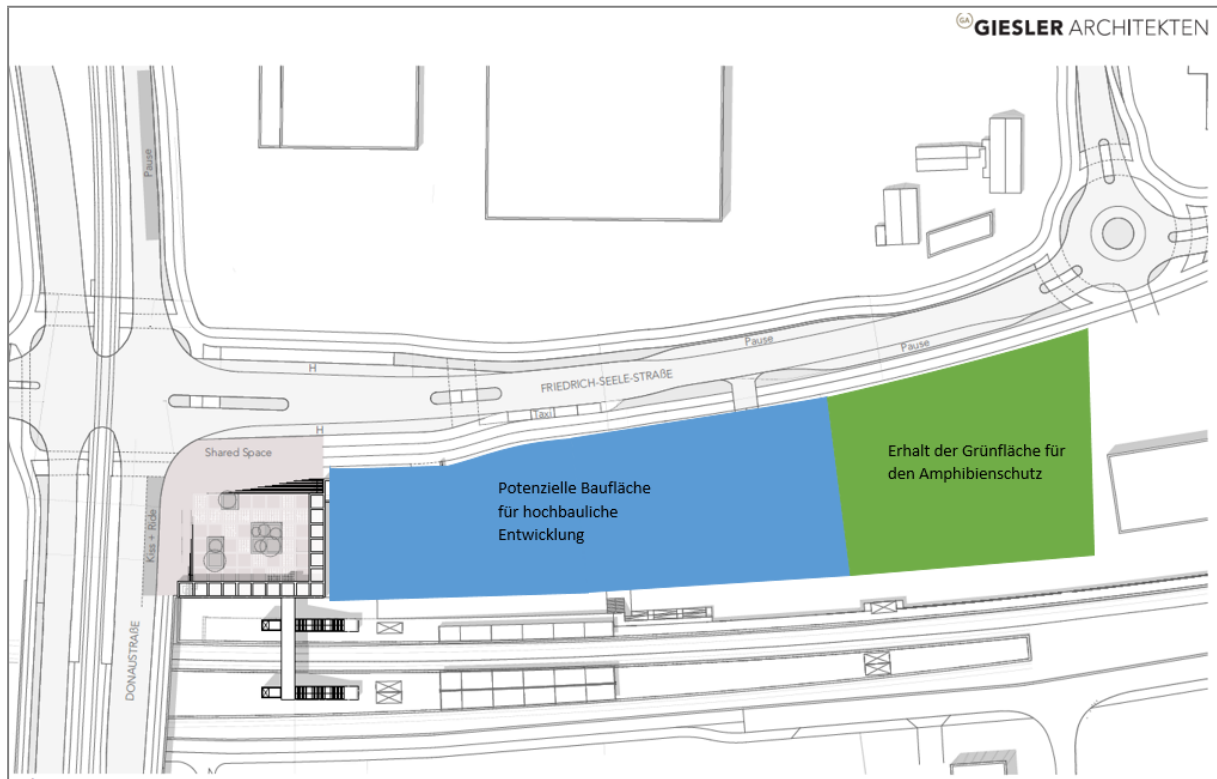 GA GIESLER ARCHITEKTEN
Pause
Pause
Pause
H
FRIEDRICH-SEELE-STRAßE
Taxi
H
Shared Space
Erhalt der Grünfläche für
den Amphibienschutz
Potenzielle Baufläche
für hochbauliche
Entwicklung
Kiss + Ride
DONAUSTRAßE